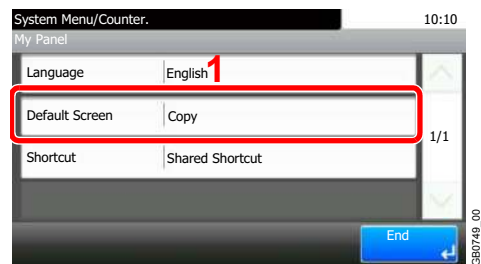 System Menu/Counter. 10:10
My Panel
Language English 1
Default Screen Copy
1/1
Shortcut Shared Shortcut
End
GB0749_00